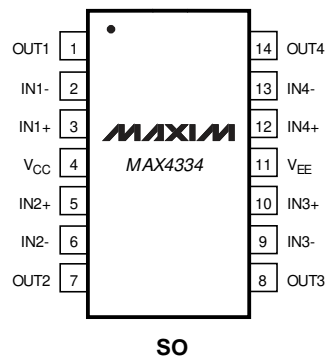 OUT1 1 14 OUT4
IN1- 2 13 IN4-
IN1+ 3 MAXIM 12 IN4+
VCC 4 MAX4334 11 VEE
IN2+ 5 10 IN3+
IN2- 6 9 IN3-
OUT2 7 8 OUT3
SO